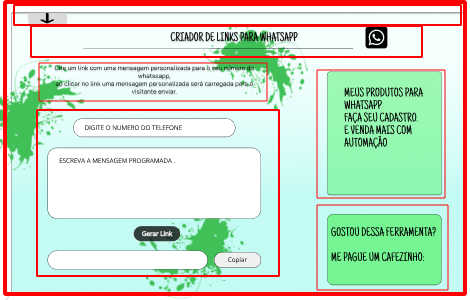 CRIADOR DE LINKS PARA WHATSAPP
Crie um link com uma mensagem personalizada para o seu número do
whatssapp,
ao clicar no link uma mensagem personalizada será carregada para o
visitante enviar.
DIGITE O NUMERO DO TELEFONE
ESCREVA A MENSAGEM PROGRAMADA .
Gerar Link
Copiar
MEUS PRODUTOS PARA
WHATSAPP
FAÇA SEU CADASTRO.
E VENDA MAIS COM
AUTOMAÇÃO
GOSTOU DESSA FERRAMENTA?
ME PAGUE UM CAFEZINHO: